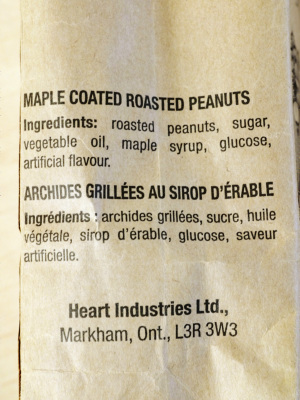 MAPLE COATED ROASTED PEANUTS
Ingredients: roasted peanuts, sugar,
vegetable oil, maple syrup, glucose,
artificial flavour.
ARCHIDES GRILLÉES AU SIROP D'ÉRABLE
Ingrédients : archides grillées, sucre, huile
végétale, sirop d'érable, glucose, saveur
artificielle.
Heart Industries Ltd.,
Markham, Ont., L3R 3W3